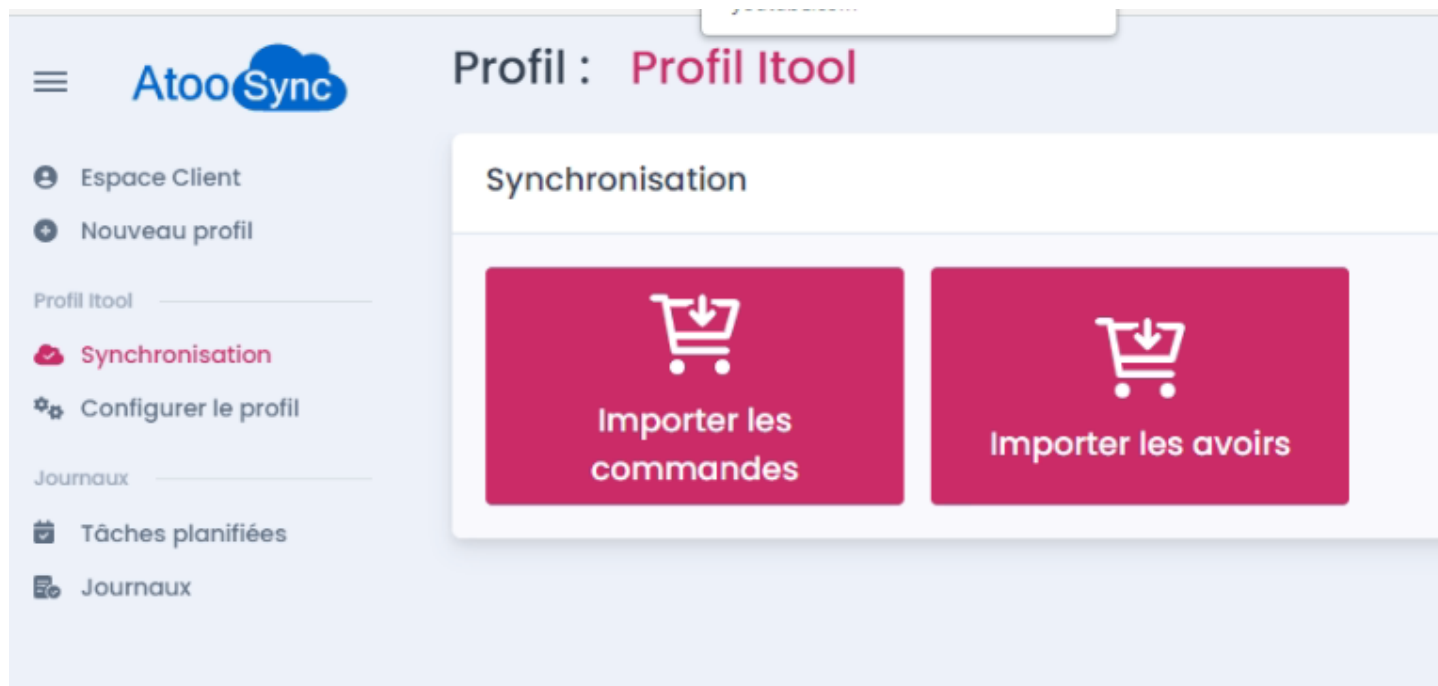 Profil : Profil Itool
AtooSync
Espace Client
Nouveau profil
Profil Itool
Synchronisation
Configurer le profil
Journaux
Tâches planifiées
Journaux
Synchronisation
Importer les
commandes
Importer les avoirs